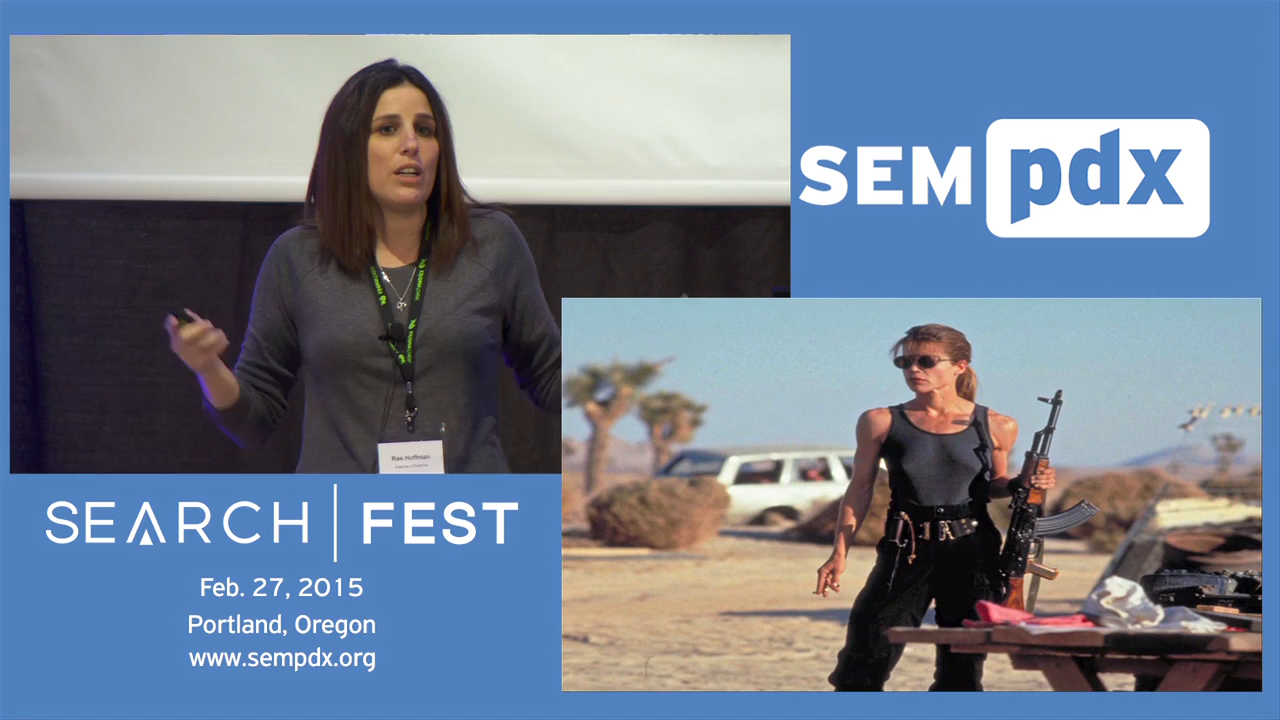 SEM pdx
Rae Hoffman
SEARCH | FEST
Feb. 27, 2015
Portland, Oregon
www.sempdx.org